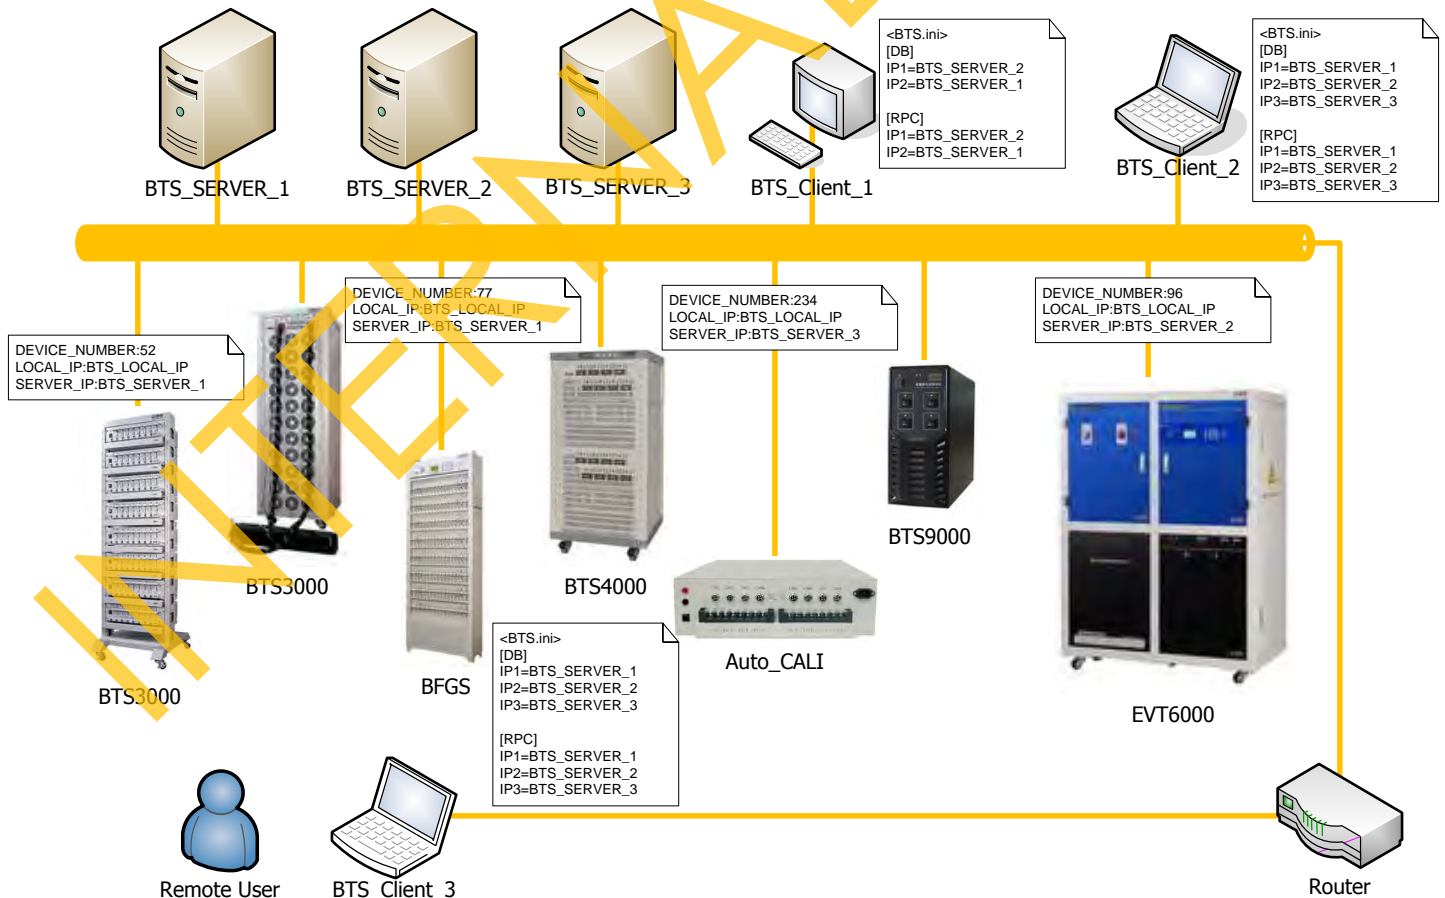 <BTS.ini>
[DB]
IP1=BTS_SERVER_2
IP2=BTS_SERVER_1
[RPC]
IP1=BTS_SERVER_2
IP2=BTS_SERVER_1
<BTS.ini>
[DB]
IP1=BTS_SERVER_1
IP2=BTS_SERVER_2
IP3=BTS_SERVER_3
[RPC]
IP1=BTS_SERVER_1
IP2=BTS_SERVER_2
IP3=BTS_SERVER_3
BTS_SERVER_1
BTS_SERVER_2
BTS_SERVER_3
BTS_Client_1
BTS_Client_2
DEVICE_NUMBER:52
LOCAL_IP:BTS_LOCAL_IP
SERVER_IP:BTS_SERVER_1
DEVICE_NUMBER:77
LOCAL_IP:BTS_LOCAL_IP
SERVER_IP:BTS_SERVER_1
DEVICE_NUMBER:234
LOCAL_IP:BTS_LOCAL_IP
SERVER_IP:BTS_SERVER_3
DEVICE_NUMBER:96
LOCAL_IP:BTS_LOCAL_IP
SERVER_IP:BTS_SERVER_2
BTS3000
BTS3000
BFGS
BTS4000
Auto_CALI
BTS9000
EVT6000
<BTS.ini>
[DB]
IP1=BTS_SERVER_1
IP2=BTS_SERVER_2
IP3=BTS_SERVER_3
[RPC]
IP1=BTS_SERVER_1
IP2=BTS_SERVER_2
IP3=BTS_SERVER_3
Remote User
BTS_Client_3
Router
INTERNA